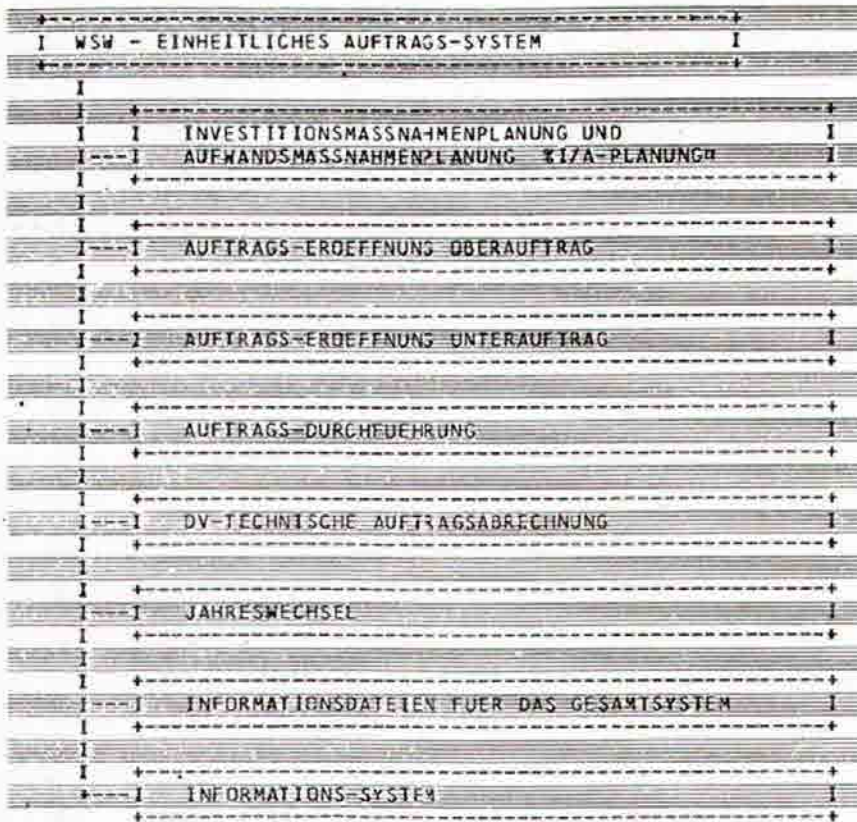 WSW - EINHEITLICHES AUFTRAGS-SYSTEM
INVESTITIONSMASSNAHMENPLANUNG UND
AUFWANDSMASSNAHMENPLANUNG %I/A-PLANUNG¤
AUFTRAGS-EROEFFNUNG OBERAUFTRAG
AUFTRAGS-EROEFFNUNG UNTERAUFTRAG
AUFTRAGS-DURCHFUEHRUNG
DV-TECHNISCHE AUFTRAGSABRECHNUNG
JAHRESWECHSEL
INFORMATIONSDATEIEN FUER DAS GESAMTSYSTEM
INFORMATIONS-SYSTEM